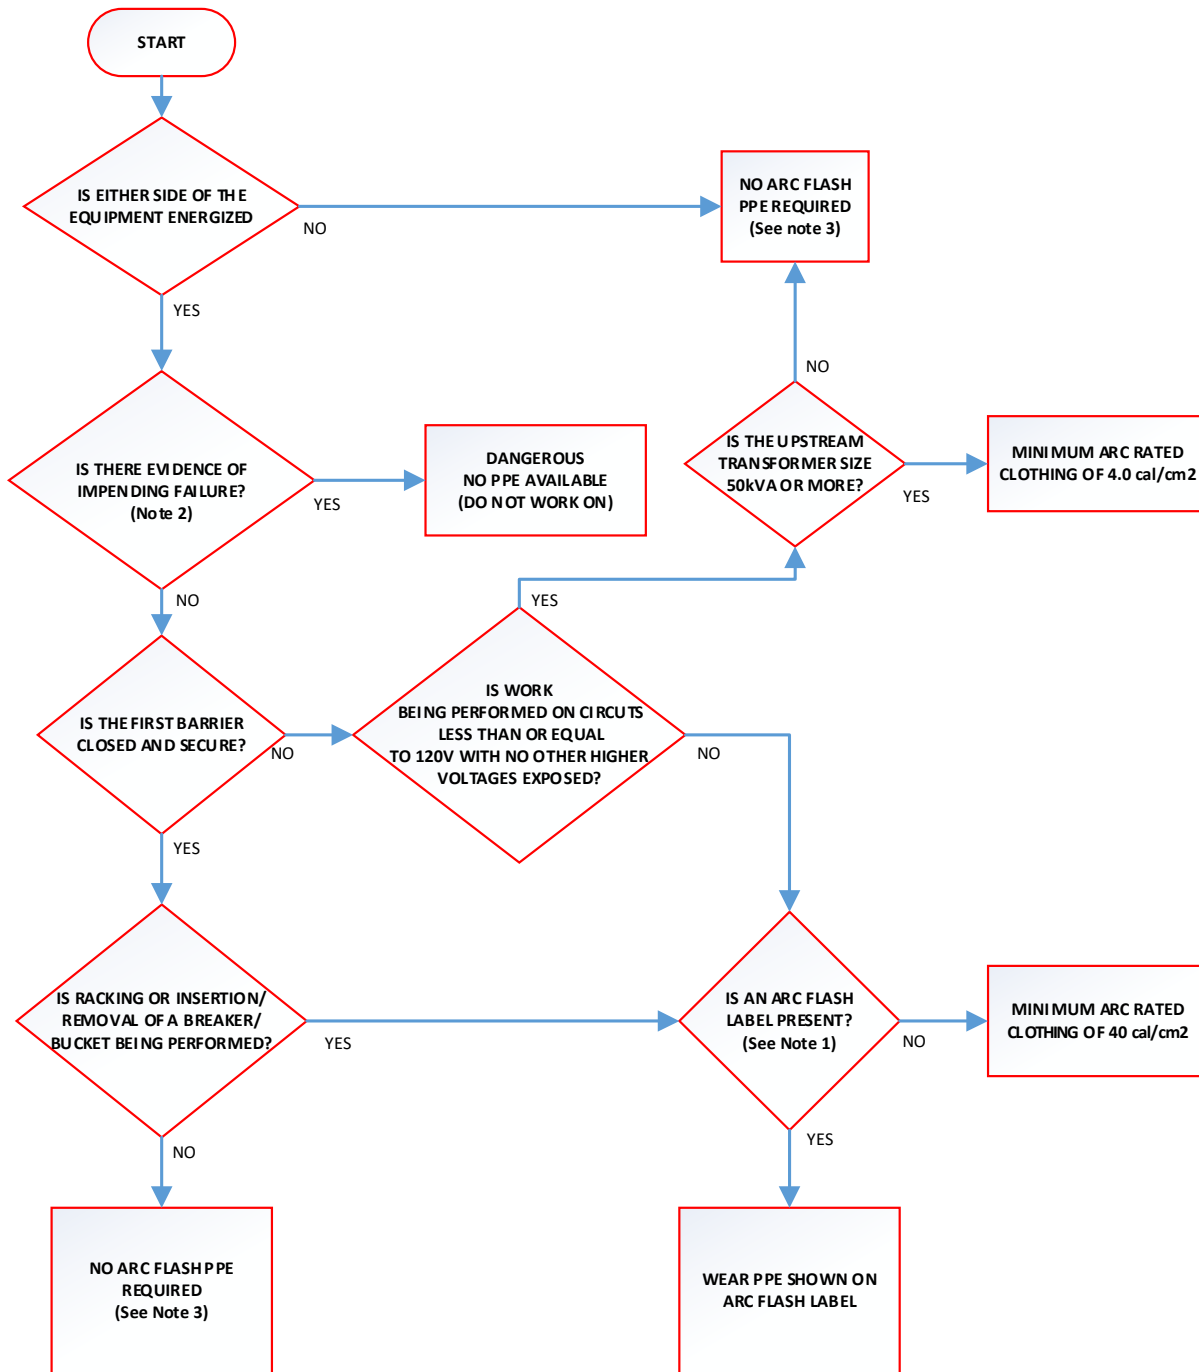 START
IS EITHER SIDE OF THE
EQUIPMENT ENERGIZED
NO
YES
NO ARC FLASH
PPE REQUIRED
(See note 3)
IS THERE EVIDENCE OF
IMPENDING FAILURE?
(Note 2)
YES
NO
DANGEROUS
NO PPE AVAILABLE
(DO NOT WORK ON)
NO
IS THE UPSTREAM
TRANSFORMER SIZE
50kVA OR MORE?
YES
MINIMUM ARC RATED
CLOTHING OF 4.0 cal/cm2
IS THE FIRST BARRIER
CLOSED AND SECURE?
NO
YES
YES
IS WORK
BEING PERFORMED ON CIRCUTS
LESS THAN OR EQUAL
TO 120V WITH NO OTHER HIGHER
VOLTAGES EXPOSED?
NO
IS RACKING OR INSERTION/
REMOVAL OF A BREAKER/
BUCKET BEING PERFORMED?
YES
NO
IS AN ARC FLASH
LABEL PRESENT?
(See Note 1)
NO
YES
MINIMUM ARC RATED
CLOTHING OF 40 cal/cm2
NO ARC FLASH PPE
REQUIRED
(See Note 3)
WEAR PPE SHOWN ON
ARC FLASH LABEL